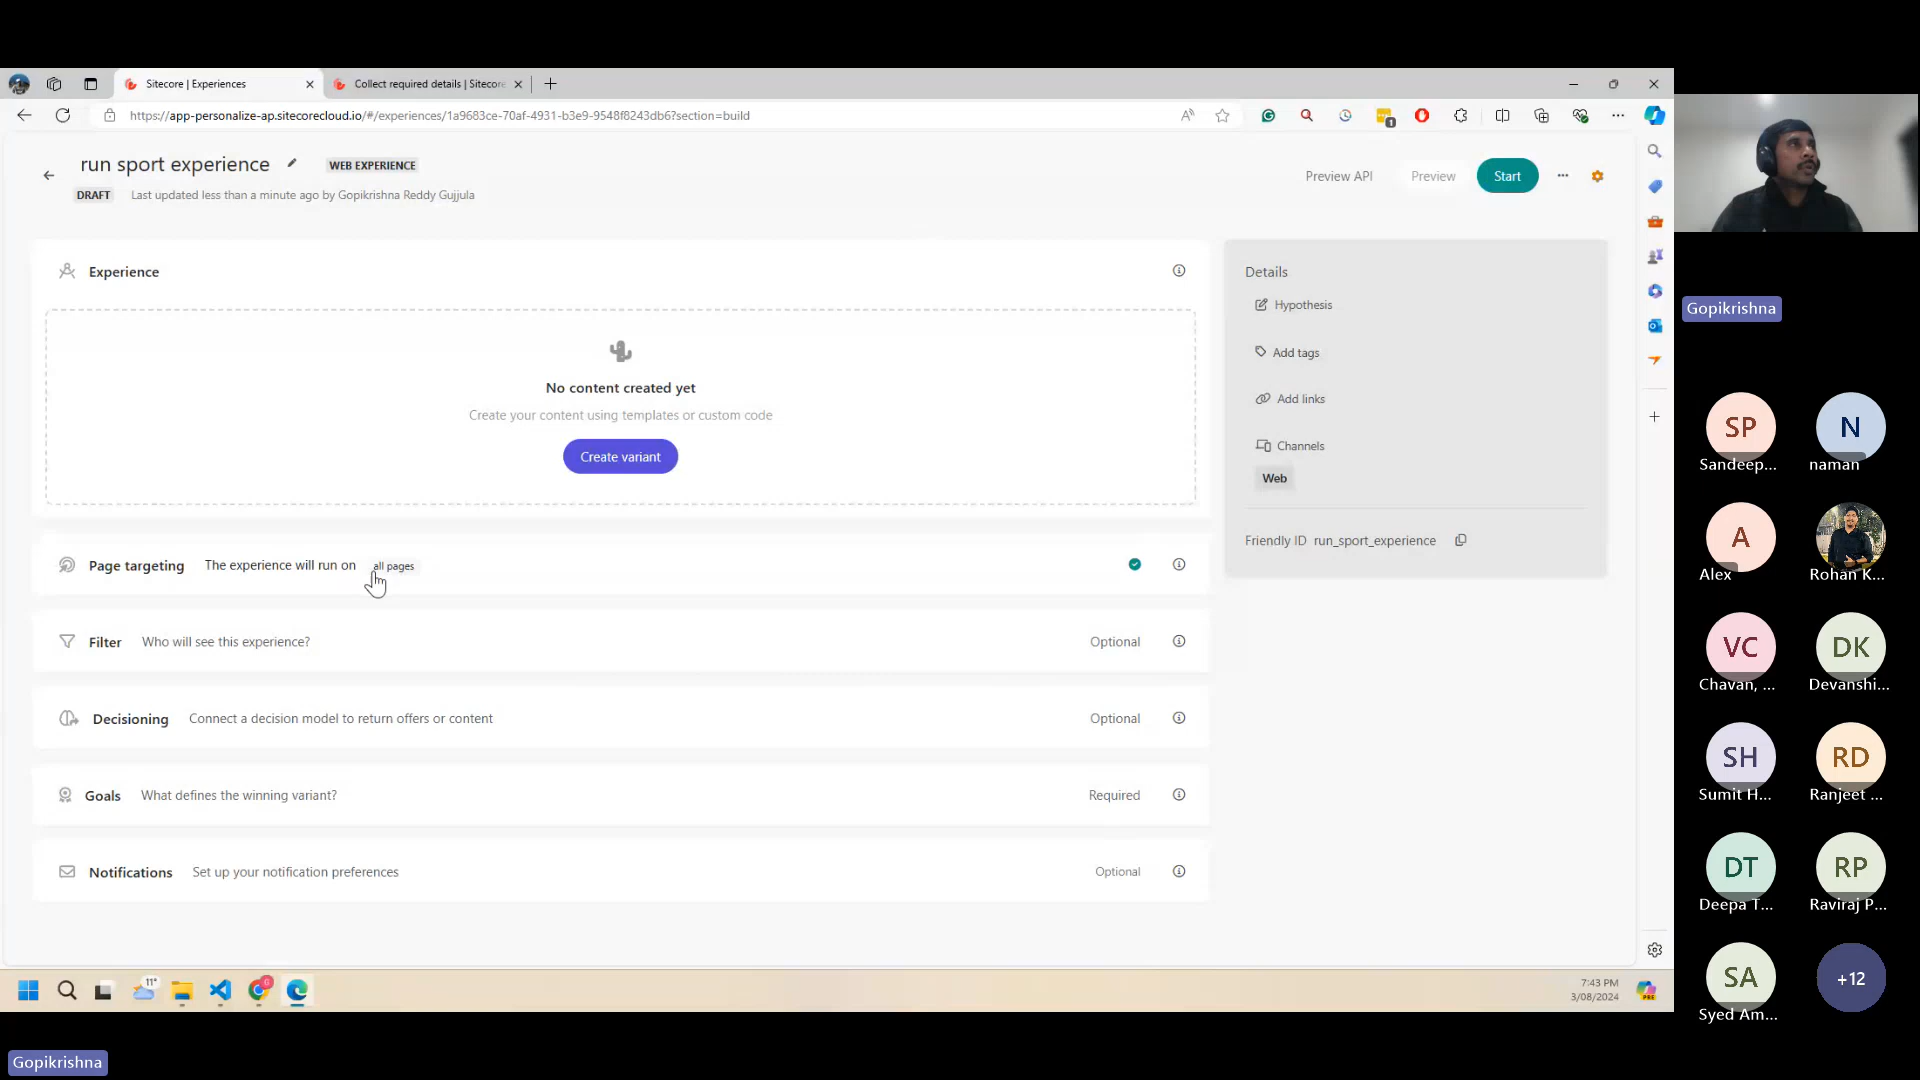 Sitecore | Experiences
Collect required details | Sitecore
https://app-personalize-ap.sitecorecloud.io/#/experiences/1a9683ce-70af-4931-b3e9-9548f8243db6?section=build
1
run sport experience
WEB EXPERIENCE
DRAFT
Last updated less than a minute ago by Gopikrishna Reddy Gujjula
Preview API
Preview
Start
Experience
No content created yet
Create your content using templates or custom code
Create variant
Page targeting
The experience will run on
all pages
Filter
Who will see this experience?
Optional
Decisioning
Connect a decision model to return offers or content
Optional
Goals
What defines the winning variant?
Required
Notifications
Set up your notification preferences
Optional
Details
Hypothesis
Add tags
Add links
Channels
Web
Friendly ID run_sport_experience
11°
6
7:43 PM
3/08/2024
PRE
Gopikrishna
SP
Sandeep...
N
naman
A
Alex
Rohan K...
VC
Chavan, ...
DK
Devanshi...
SH
Sumit H...
RD
Ranjeet ...
DT
Deepa T...
RP
Raviraj P...
SA
Syed Am...
+12
Gopikrishna